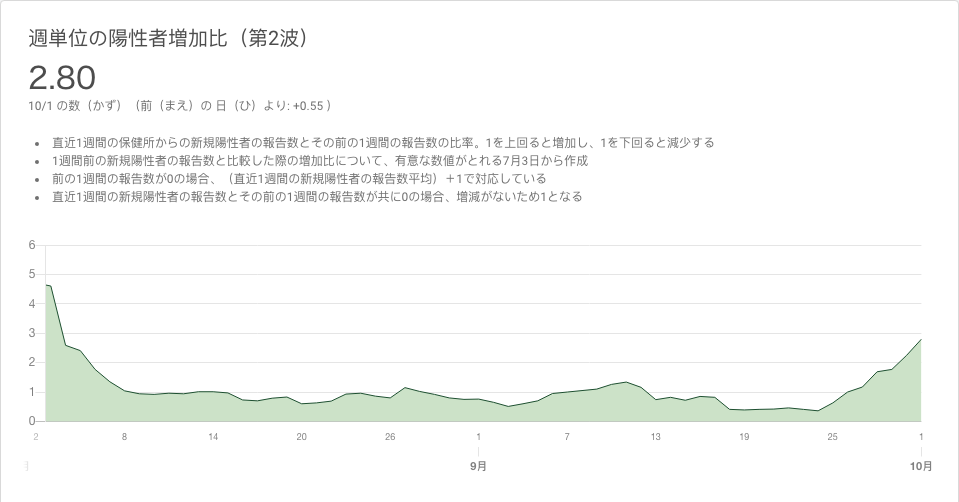 週単位の陽性者増加比（第2波）
2.80
10/1 の数（かず）（前（まえ）の 日（ひ）より: +0.55 ）
• 直近1週間の保健所からの新規陽性者の報告数とその前の1週間の報告数の比率。1を上回ると増加し、1を下回ると減少する
• 1週間前の新規陽性者の報告数と比較した際の増加比について、有意な数値がとれる7月3日から作成
• 前の1週間の報告数が0の場合、（直近1週間の新規陽性者の報告数平均）＋1で対応している
• 直近1週間の新規陽性者の報告数とその前の1週間の報告数が共に0の場合、増減がないため1となる
6
5
4
3
2
1
0
2 8 14 20 26 1 7 13 19 25 1
9月 10月